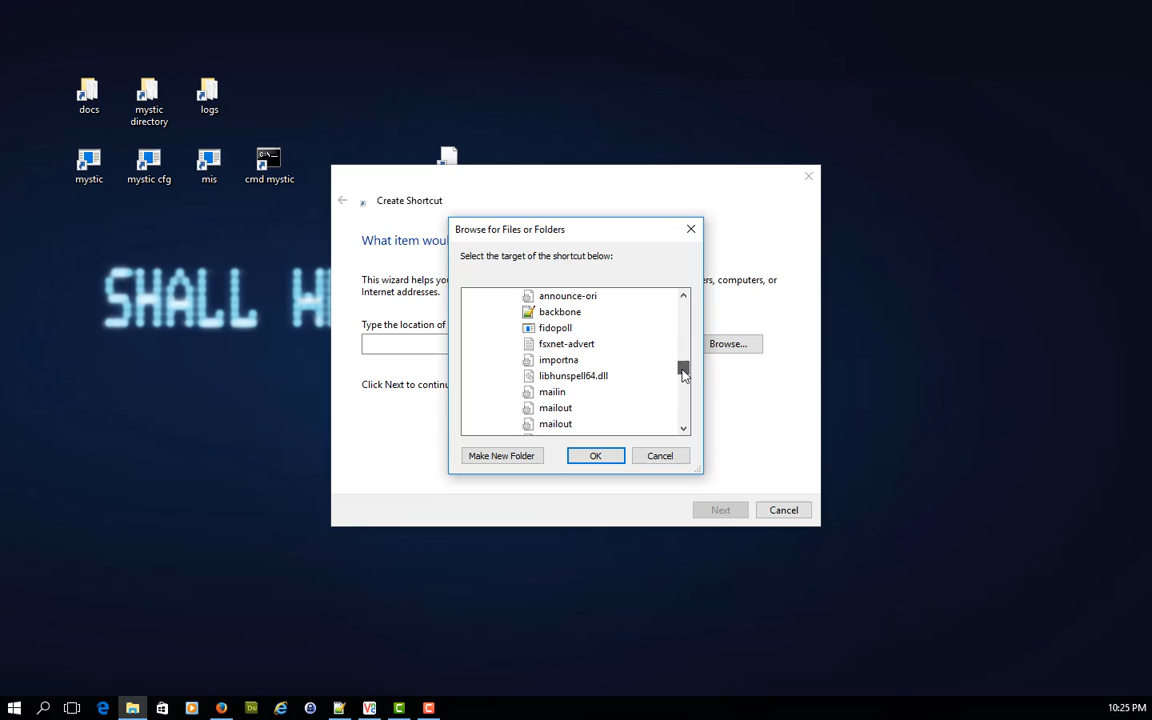 docs
mystic
directory
logs
mystic
mystic cfg
mis
cmd mystic
SHALL
Create Shortcut
What item wou
This wizard helps yo
ers, computers, or
Internet addresses.
Type the location of
Browse...
Click Next to continu
Next
Cancel
Browse for Files or Folders
Select the target of the shortcut below:
announce-ori
backbone
fidopoll
fsxnet-advert
importna
libhunspell64.dll
mailin
mailout
mailout
Make New Folder
OK
Cancel
10:25 PM